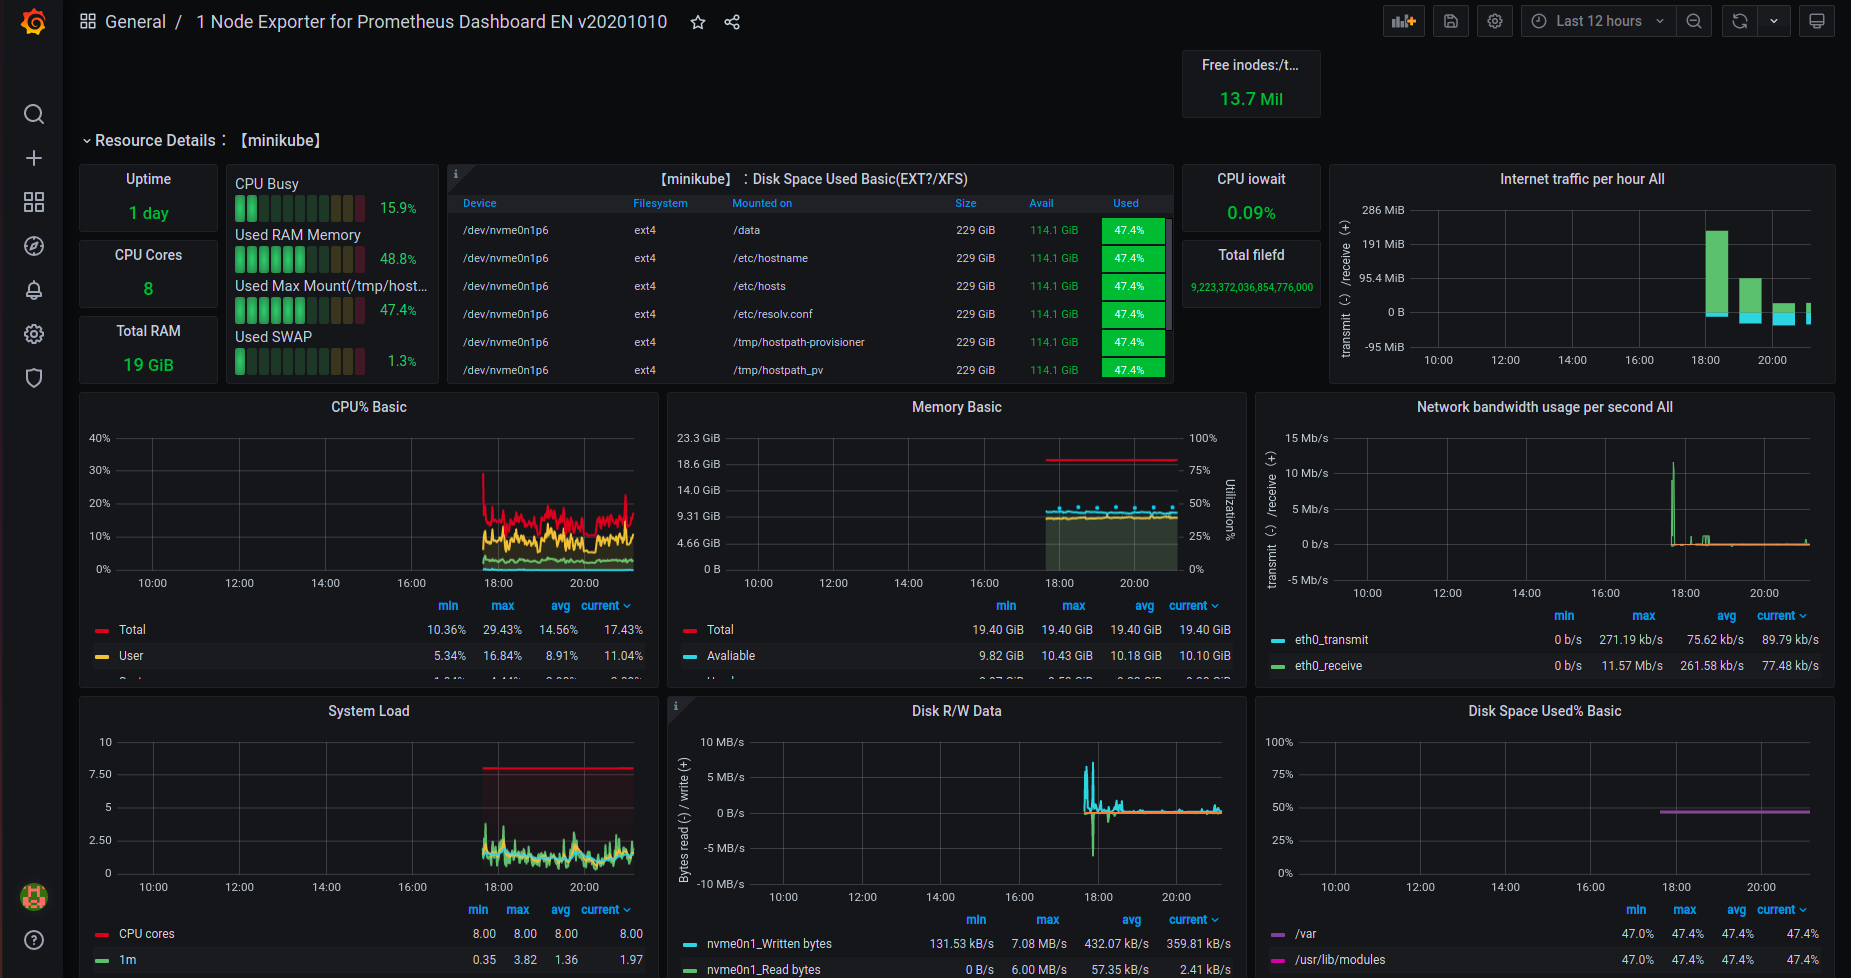 General / 1 Node Exporter for Prometheus Dashboard EN v20201010
Last 12 hours
Free inodes:/t...
13.7 Mil
Resource Details：【minikube】
Uptime
1 day
CPU Cores
8
Total RAM
19 GiB
CPU Busy
15.9%
Used RAM Memory
48.8%
Used Max Mount(/tmp/host...
47.4%
Used SWAP
1.3%
【minikube】：Disk Space Used Basic(EXT?/XFS)
Device Filesystem Mounted on Size Avail Used
/dev/nvme0n1p6 ext4 /data 229 GiB 114.1 GiB 47.4%
/dev/nvme0n1p6 ext4 /etc/hostname 229 GiB 114.1 GiB 47.4%
/dev/nvme0n1p6 ext4 /etc/hosts 229 GiB 114.1 GiB 47.4%
/dev/nvme0n1p6 ext4 /etc/resolv.conf 229 GiB 114.1 GiB 47.4%
/dev/nvme0n1p6 ext4 /tmp/hostpath-provisioner 229 GiB 114.1 GiB 47.4%
/dev/nvme0n1p6 ext4 /tmp/hostpath_pv 229 GiB 114.1 GiB 47.4%
CPU iowait
0.09%
Total filefd
9,223,372,036,854,776,000
Internet traffic per hour All
transmit (-) /receive (+)
286 MiB
191 MiB
95.4 MiB
0 B
-95 MiB
10:00 12:00 14:00 16:00 18:00 20:00
CPU% Basic
40%
30%
20%
10%
0%
10:00 12:00 14:00 16:00 18:00 20:00
min max avg current
Total 10.36% 29.43% 14.56% 17.43%
User 5.34% 16.84% 8.91% 11.04%
Memory Basic
23.3 GiB 100%
18.6 GiB 75%
14.0 GiB 50%
9.31 GiB 25%
4.66 GiB 0%
0 B
Utilization%
10:00 12:00 14:00 16:00 18:00 20:00
min max avg current
Total 19.40 GiB 19.40 GiB 19.40 GiB 19.40 GiB
Avaliable 9.82 GiB 10.43 GiB 10.18 GiB 10.10 GiB
Network bandwidth usage per second All
transmit (-) /receive (+)
15 Mb/s
10 Mb/s
5 Mb/s
0 b/s
-5 Mb/s
10:00 12:00 14:00 16:00 18:00 20:00
min max avg current
eth0_transmit 0 b/s 271.19 kb/s 75.62 kb/s 89.79 kb/s
eth0_receive 0 b/s 11.57 Mb/s 261.58 kb/s 77.48 kb/s
System Load
10
7.50
5
2.50
0
10:00 12:00 14:00 16:00 18:00 20:00
min max avg current
CPU cores 8.00 8.00 8.00 8.00
1m 0.35 3.82 1.36 1.97
Disk R/W Data
Bytes read (-) / write (+)
10 MB/s
5 MB/s
0 B/s
-5 MB/s
-10 MB/s
10:00 12:00 14:00 16:00 18:00 20:00
min max avg current
nvme0n1_Written bytes 131.53 kB/s 7.08 MB/s 432.07 kB/s 359.81 kB/s
nvme0n1_Read bytes 0 B/s 6.00 MB/s 57.35 kB/s 2.41 kB/s
Disk Space Used% Basic
100%
75%
50%
25%
0%
10:00 12:00 14:00 16:00 18:00 20:00
min max avg current
/var 47.0% 47.4% 47.4% 47.4%
/usr/lib/modules 47.0% 47.4% 47.4% 47.4%